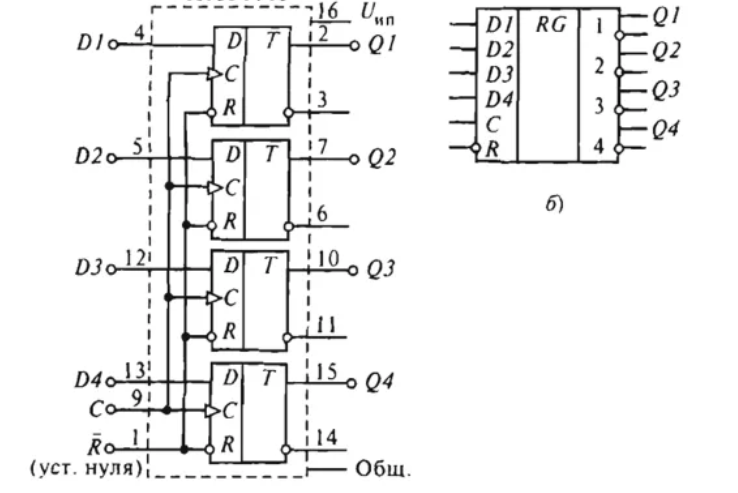 16 Uип
D1 4 D T 2 Q1
C
R 3
D2 5 D T 7 Q2
C
R 6
D3 12 D T 10 Q3
C
R 11
D4 13 D T 15 Q4
C 9 C
R̄ 1 R 14
(уст. нуля) Общ.
D1 RG 1 Q1
D2 Q2
D3 2 Q3
D4 3 Q4
C
R 4
б)